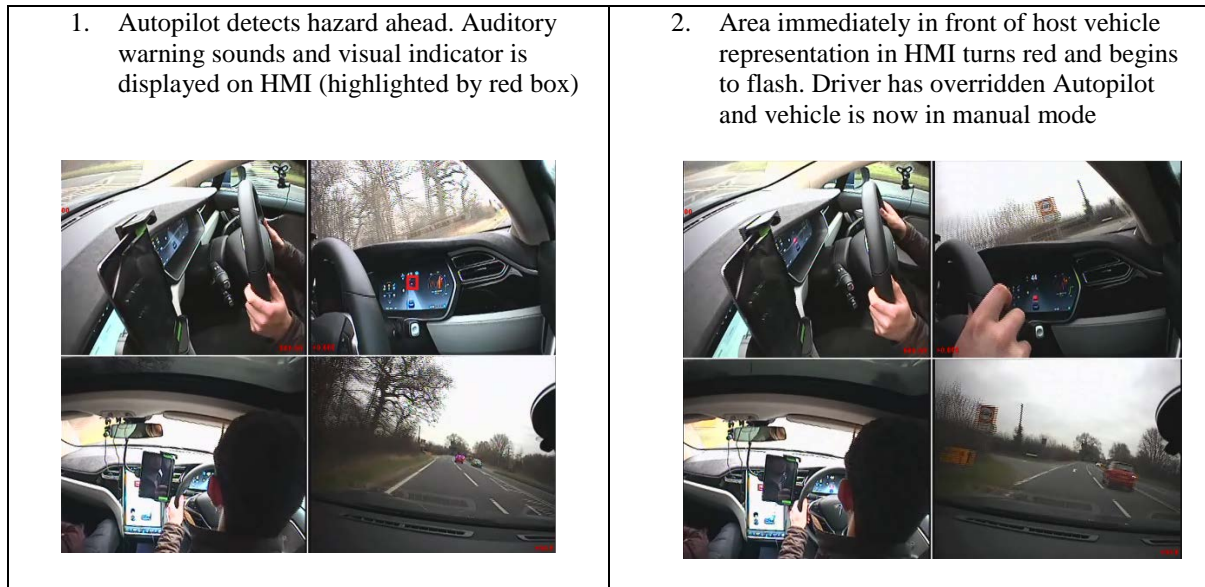 1. Autopilot detects hazard ahead. Auditory
warning sounds and visual indicator is
displayed on HMI (highlighted by red box)
2. Area immediately in front of host vehicle
representation in HMI turns red and begins
to flash. Driver has overridden Autopilot
and vehicle is now in manual mode